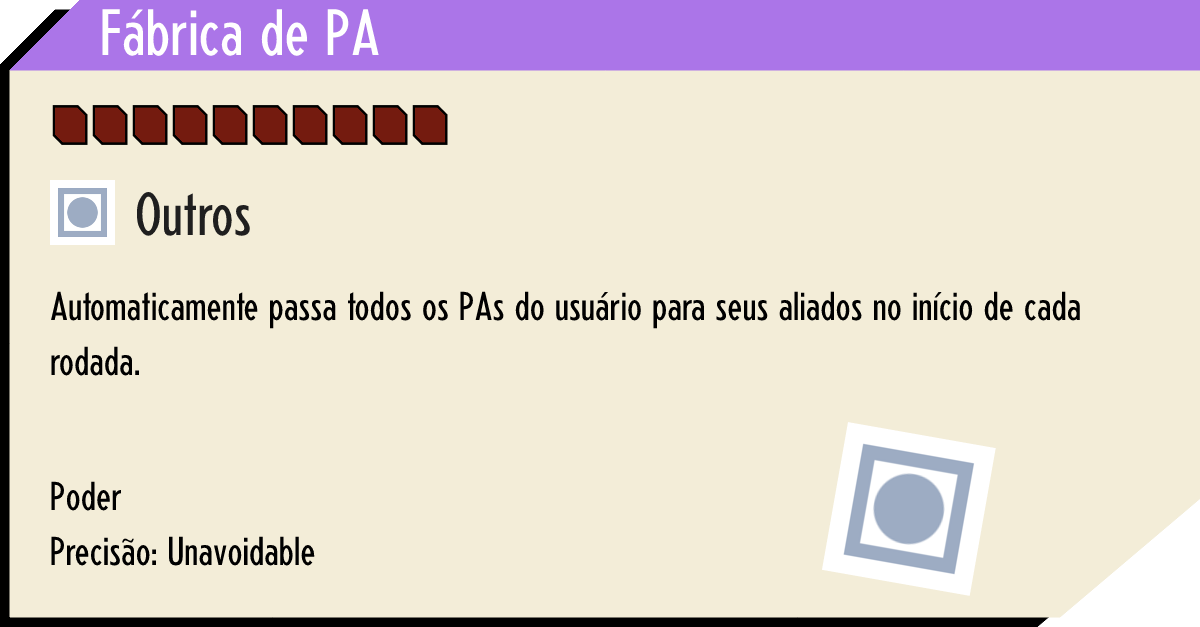 Fábrica de PA
Outros
Automaticamente passa todos os PAs do usuário para seus aliados no início de cada
rodada.
Poder
Precisão: Unavoidable